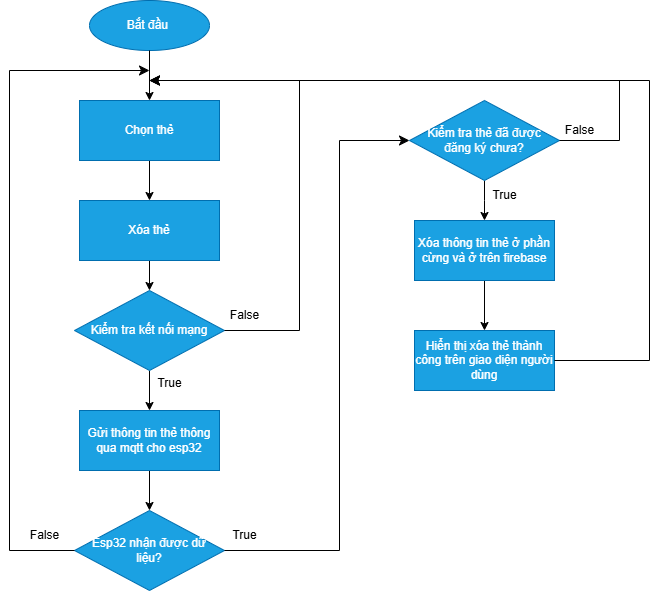 Bắt đầu
Chọn thẻ
Xóa thẻ
Kiểm tra kết nối mạng
False
True
Gửi thông tin thẻ thông
qua mqtt cho esp32
Esp32 nhận được dữ
liệu?
False
True
Kiểm tra thẻ đã được
đăng ký chưa?
False
True
Xóa thông tin thẻ ở phần
cứng và ở trên firebase
Hiển thị xóa thẻ thành
công trên giao diện người
dùng